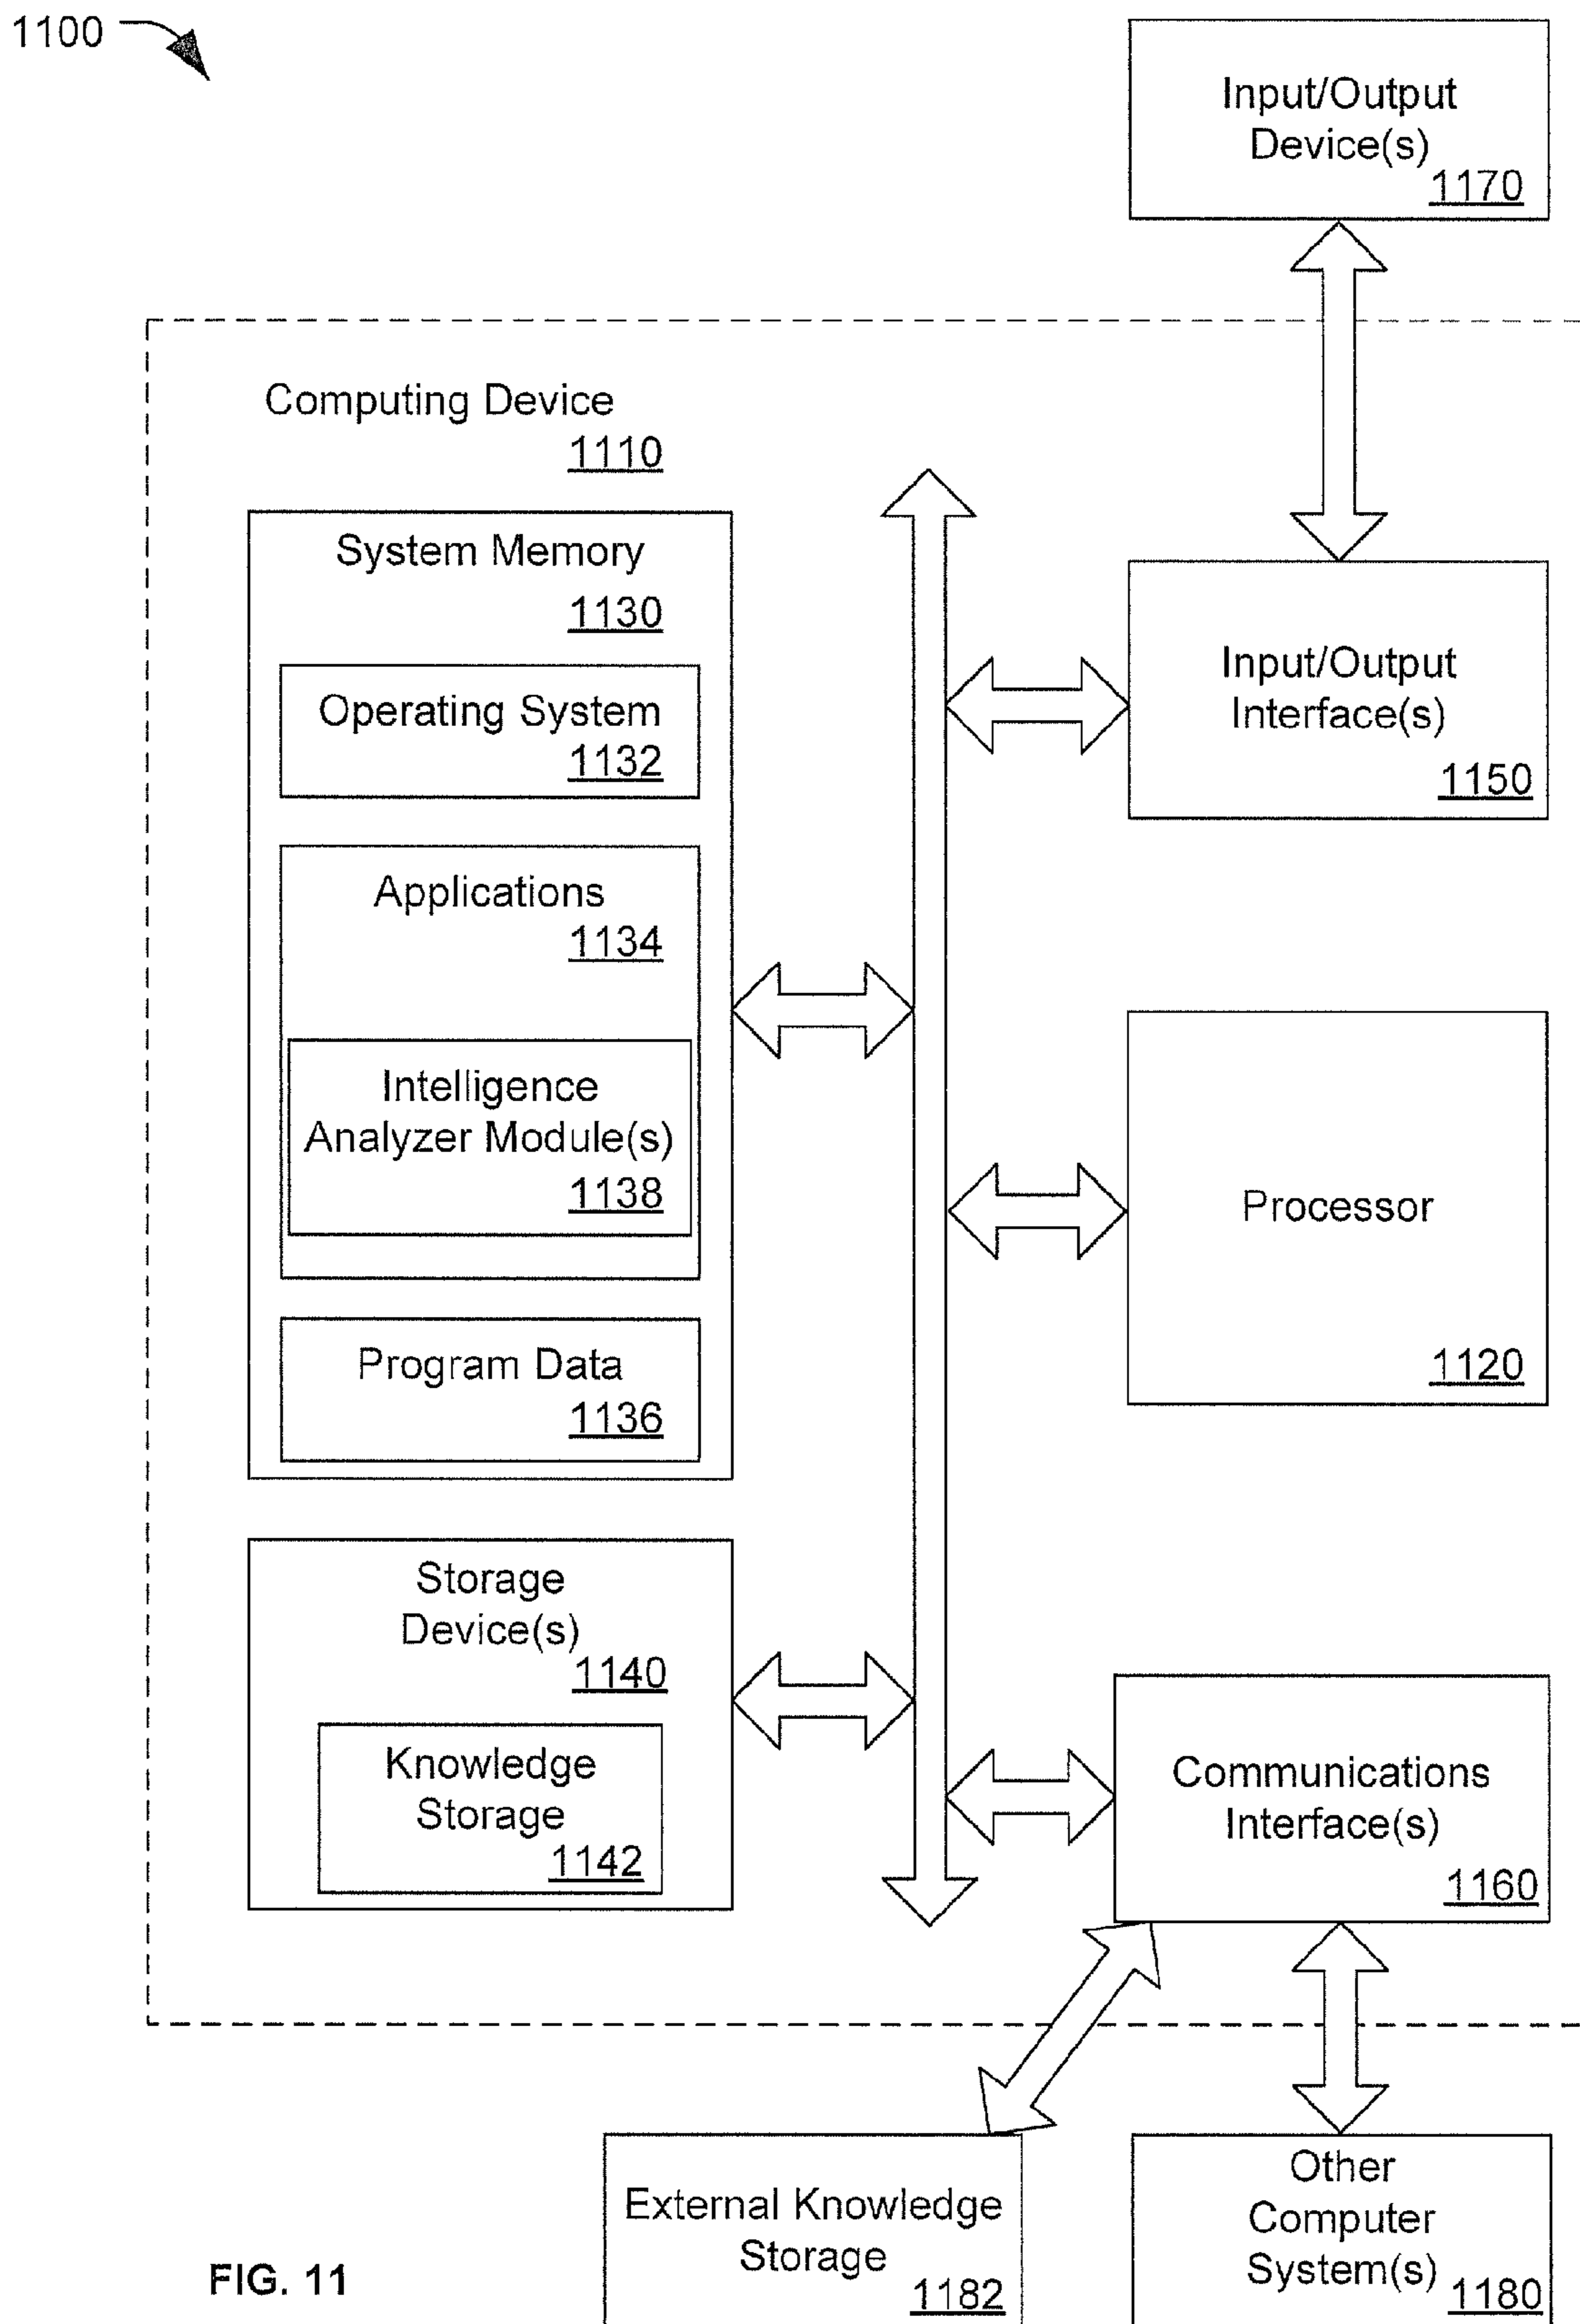 1100
Input/Output
Device(s)
1170
Computing Device
1110
System Memory
1130
Operating System
1132
Applications
1134
Intelligence
Analyzer Module(s)
1138
Program Data
1136
Storage
Device(s)
1140
Knowledge
Storage
1142
Input/Output
Interface(s)
1150
Processor
1120
Communications
Interface(s)
1160
External Knowledge
Storage
1182
Other
Computer
System(s)
1180
FIG. 11